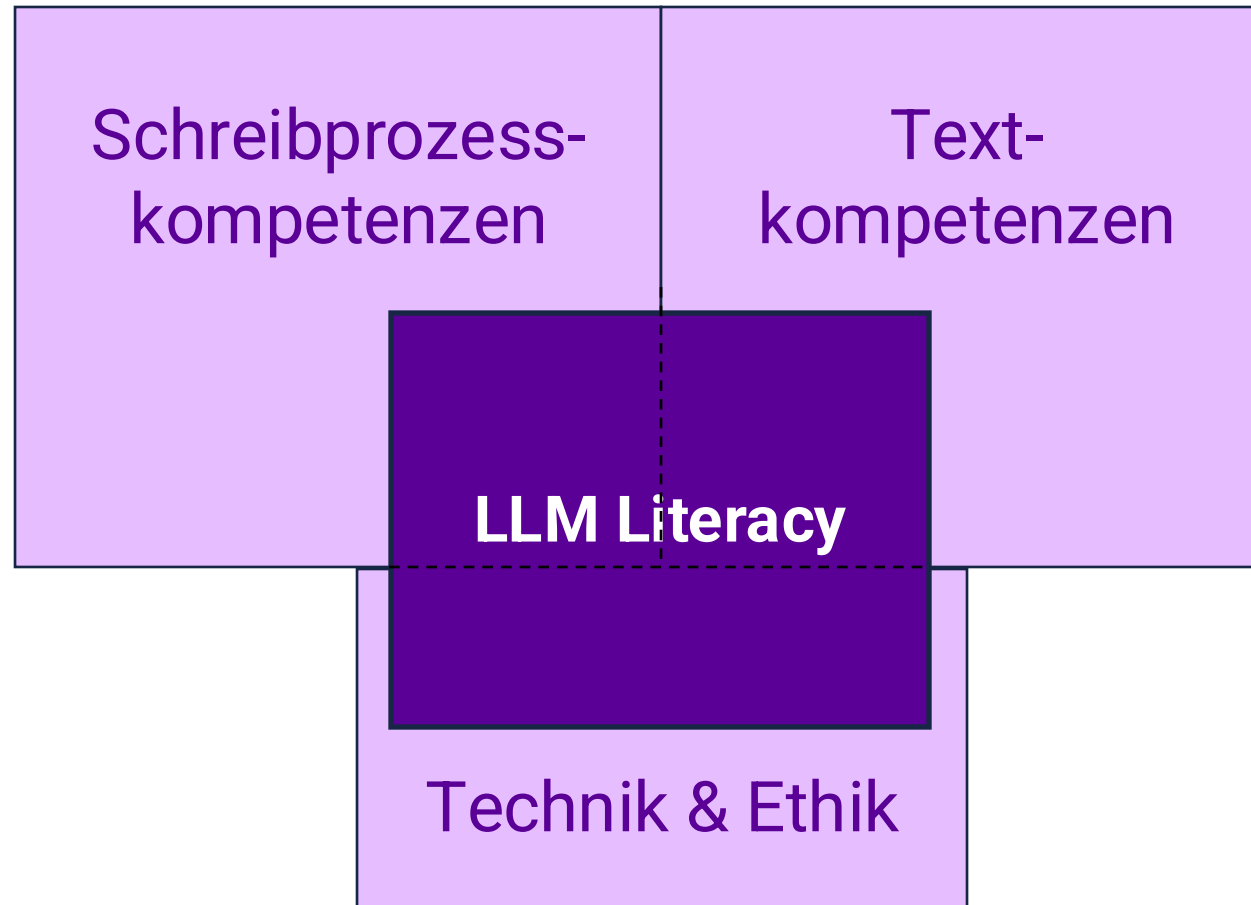 Schreibprozess-
kompetenzen
Text-
kompetenzen
LLM Literacy
Technik & Ethik